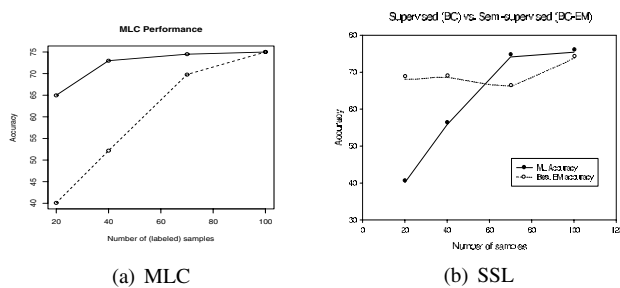 MLC Performance
Accuracy
75
70
65
60
55
50
45
40
20
40
60
80
100
Number of (labeled) samples
(a) MLC
Supervised (BC) vs. Semi-supervised (BC-EM)
Accuracy
80
70
60
50
40
30
0
20
40
60
80
100
120
ML Accuracy
Best EM accuracy
Number of samples
(b) SSL